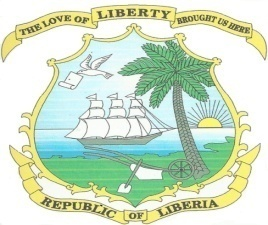 THE LOVE OF LIBERTY BROUGHT US HERE
REPUBLIC OF LIBERIA